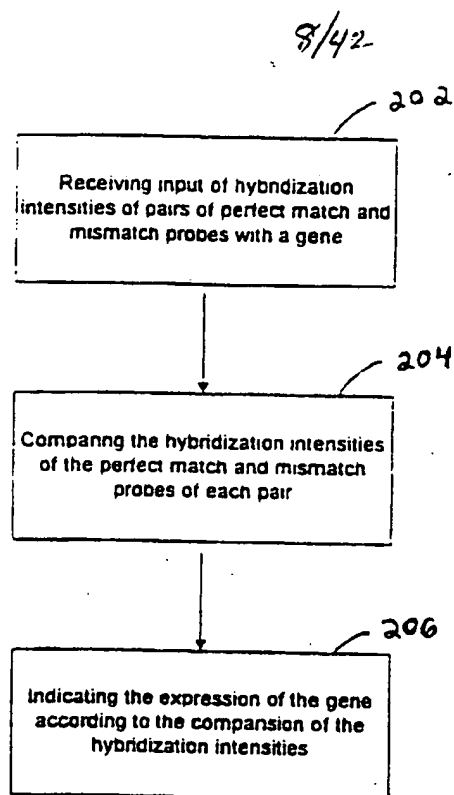 8/42
202
Receiving input of hybridization
intensities of pairs of perfect match and
mismatch probes with a gene
204
Comparing the hybridization intensities
of the perfect match and mismatch
probes of each pair
206
Indicating the expression of the gene
according to the comparison of the
hybridization intensities